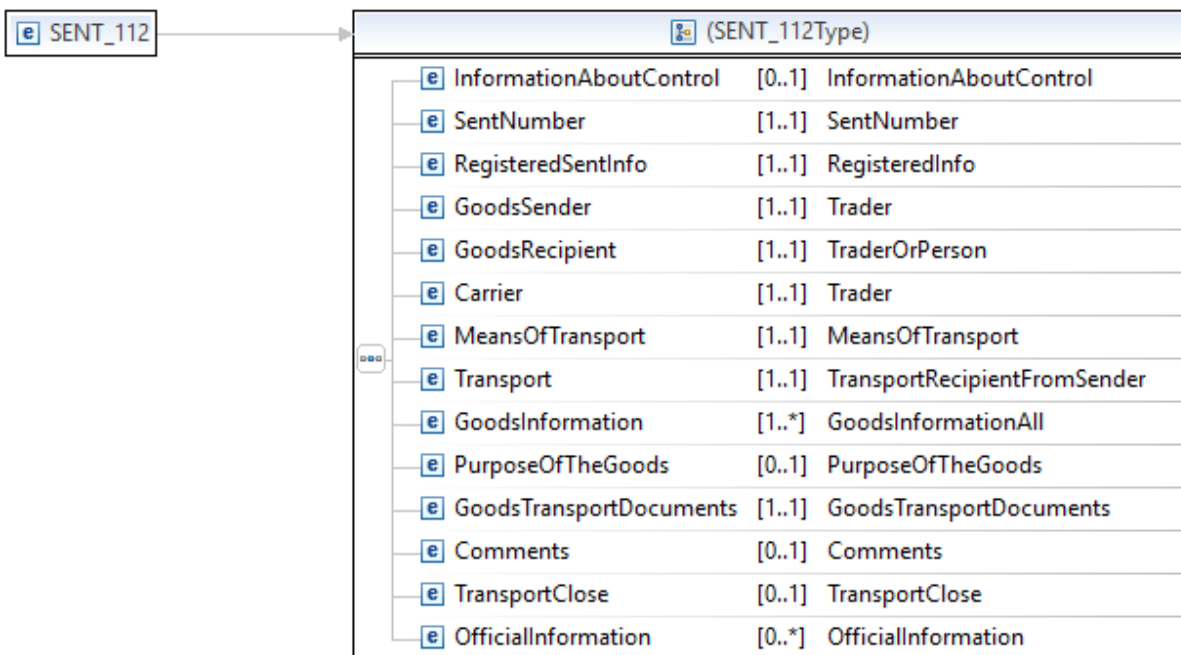 e SENT_112
(SENT_112Type)
e InformationAboutControl [0..1] InformationAboutControl
e SentNumber [1..1] SentNumber
e RegisteredSentInfo [1..1] RegisteredInfo
e GoodsSender [1..1] Trader
e GoodsRecipient [1..1] TraderOrPerson
e Carrier [1..1] Trader
e MeansOfTransport [1..1] MeansOfTransport
e Transport [1..1] TransportRecipientFromSender
e GoodsInformation [1..*] GoodsInformationAll
e PurposeOfTheGoods [0..1] PurposeOfTheGoods
e GoodsTransportDocuments [1..1] GoodsTransportDocuments
e Comments [0..1] Comments
e TransportClose [0..1] TransportClose
e OfficialInformation [0..*] OfficialInformation